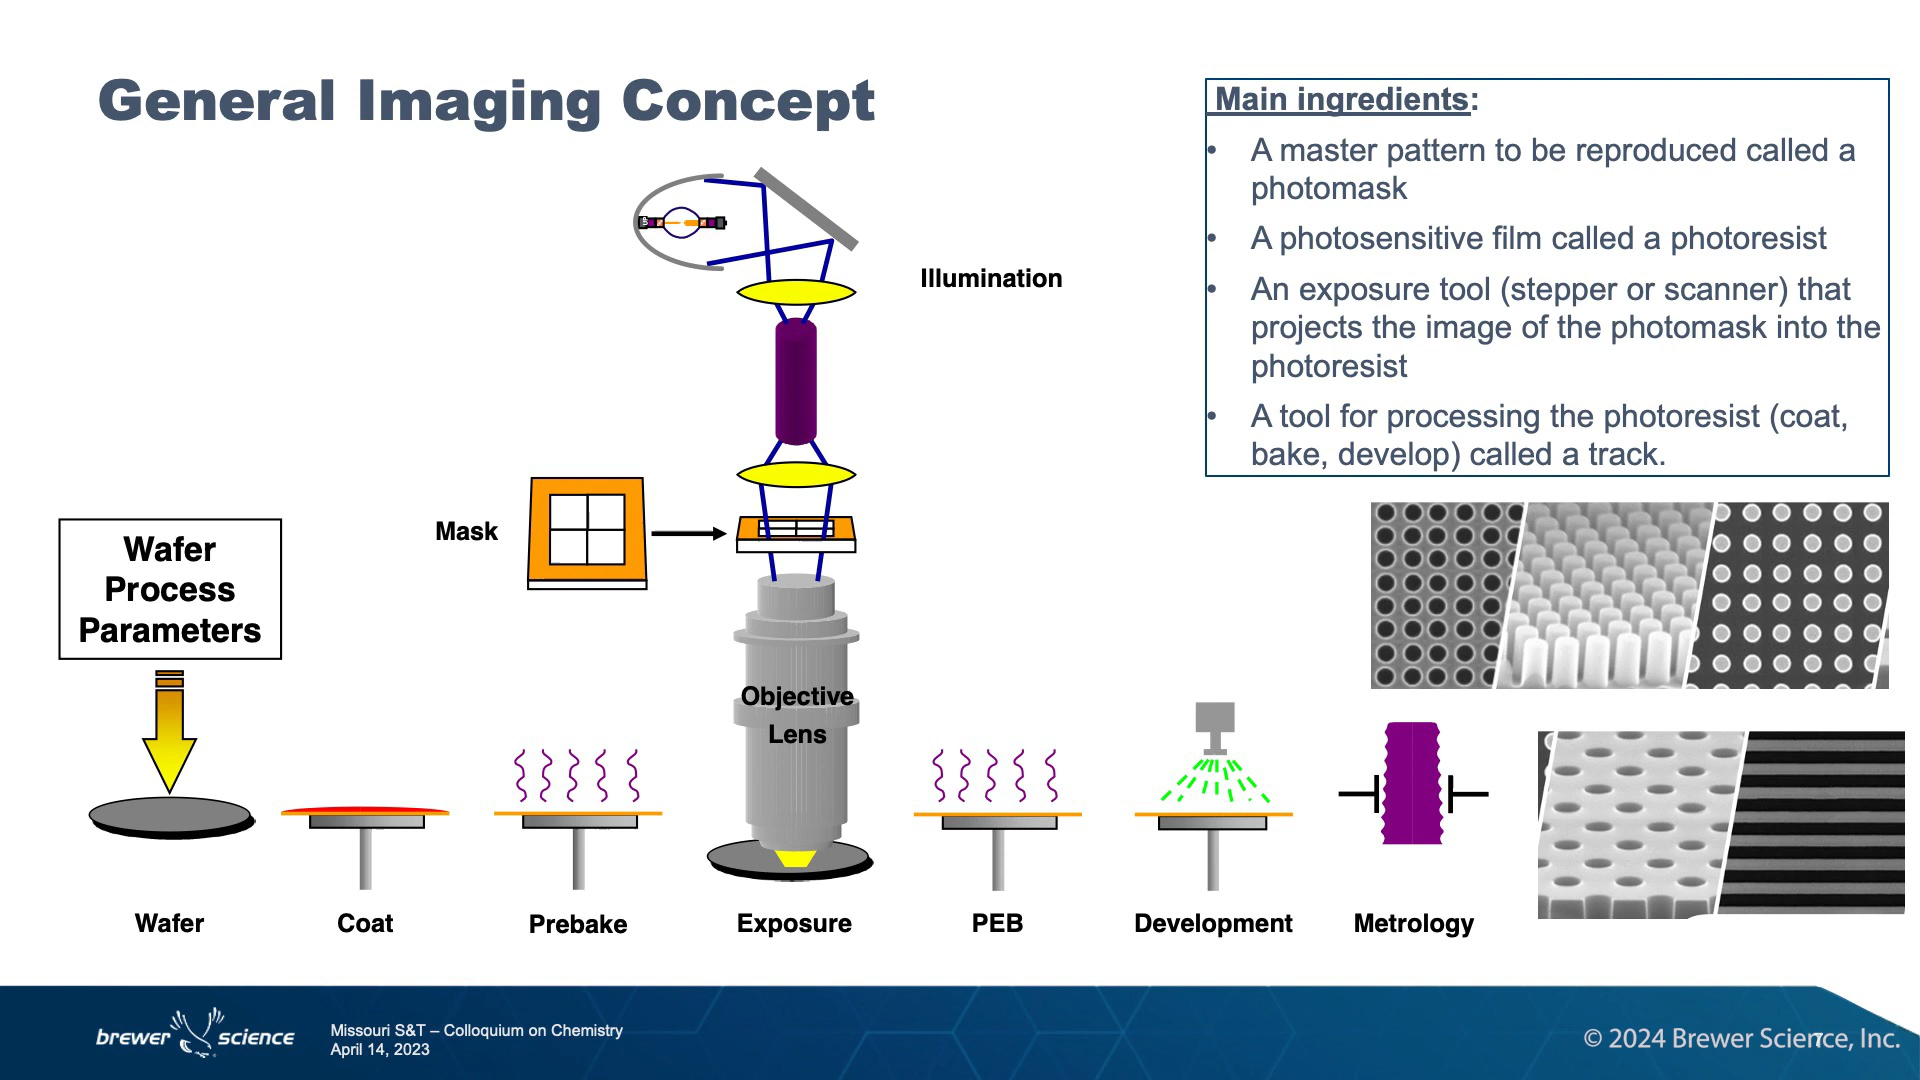 General Imaging Concept
Main ingredients:
• A master pattern to be reproduced called a
photomask
• A photosensitive film called a photoresist
• An exposure tool (stepper or scanner) that
projects the image of the photomask into the
photoresist
• A tool for processing the photoresist (coat,
bake, develop) called a track.
Illumination
Mask
Wafer
Process
Parameters
Objective
Lens
Wafer
Coat
Prebake
Exposure
PEB
Development
Metrology
brewer science
Missouri S&T – Colloquium on Chemistry
April 14, 2023
© 2024 Brewer Science, Inc.
7